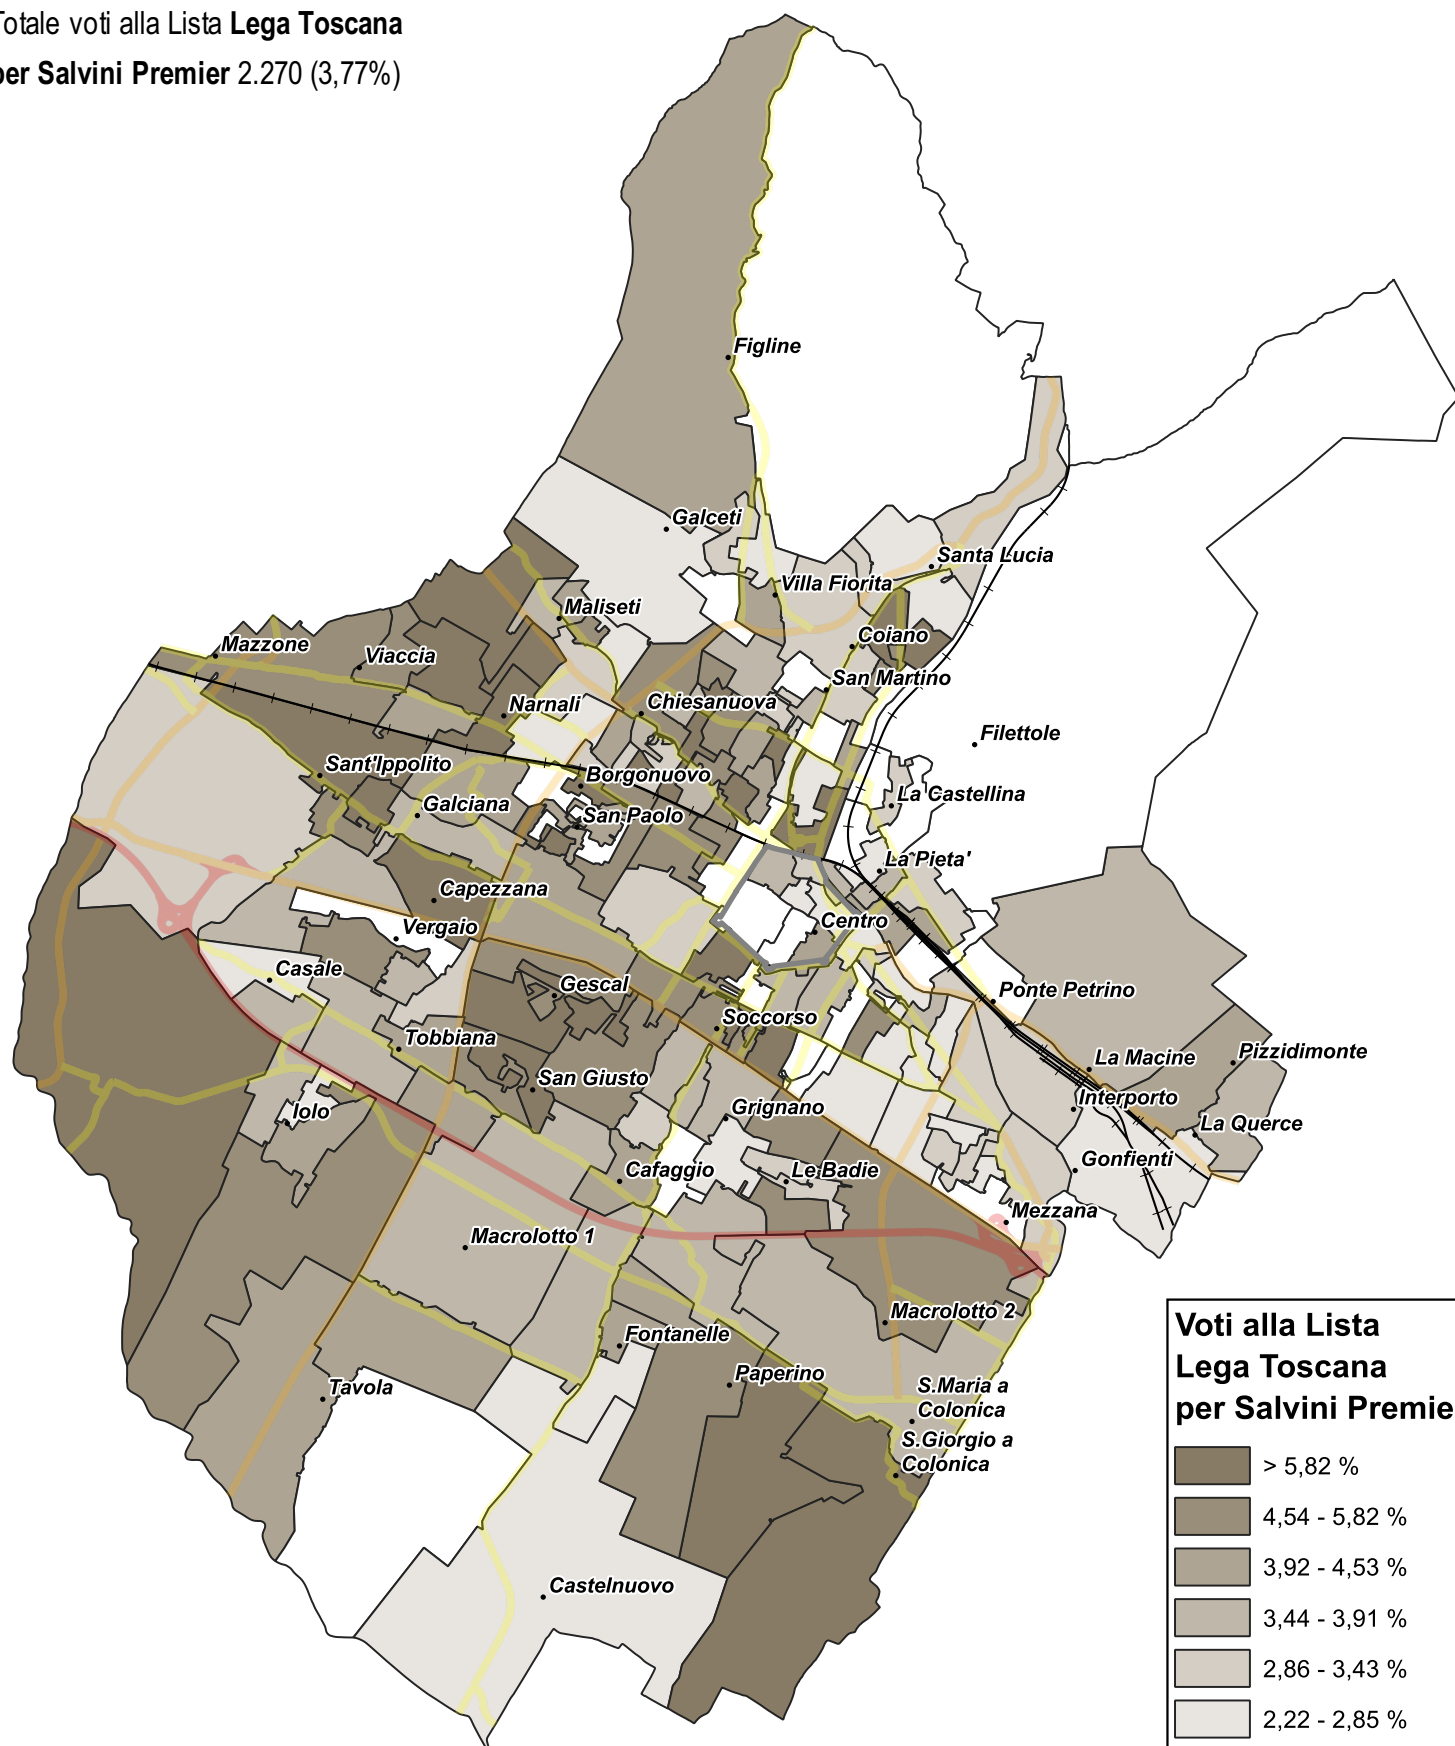 Totale voti alla Lista Lega Toscana
per Salvini Premier 2.270 (3,77%)
Figline
Galceti
Santa Lucia
Villa Fiorita
Maliseti
Coiano
Mazzone
Viaccia
San Martino
Narnali
Chiesanuova
Filettole
Sant'Ippolito
Borgonuovo
La Castellina
Galciana
San Paolo
La Pieta'
Capezzana
Centro
Vergaio
Casale
Gescal
Ponte Petrino
Soccorso
Tobbiana
La Macine
Pizzidimonte
San Giusto
Interporto
Iolo
Grignano
La Querce
Gonfienti
Cafaggio
Le Badie
Mezzana
Macrolotto 1
Macrolotto 2
Fontanelle
Paperino
Tavola
S.Maria a
Colonica
S.Giorgio a
Colonica
Castelnuovo
Voti alla Lista
Lega Toscana
per Salvini Premie
> 5,82 %
4,54 - 5,82 %
3,92 - 4,53 %
3,44 - 3,91 %
2,86 - 3,43 %
2,22 - 2,85 %